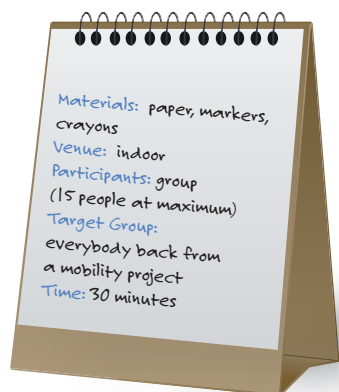 Materials: paper, markers,
crayons
Venue: indoor
Participants: group
(15 people at maximum)
Target Group:
everybody back from
a mobility project
Time: 30 minutes